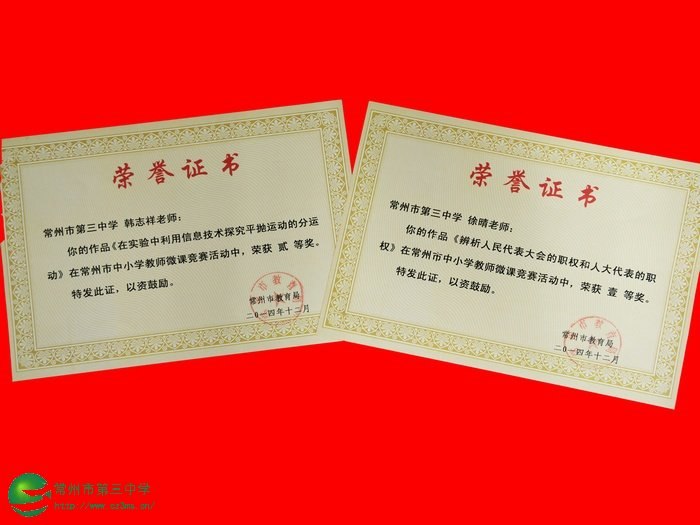 荣誉证书
常州市第三中学 韩志祥老师：
你的作品《在实验中利用信息技术探究平抛运动的分运
动》在常州市中小学教师微课竞赛活动中，荣获 贰 等奖。
特发此证，以资鼓励。
常州市教育局
二○一四年十二月
荣誉证书
常州市第三中学 徐晴老师：
你的作品《辨析人民代表大会的职权和人大代表的职
权》在常州市中小学教师微课竞赛活动中，荣获 壹 等奖。
特发此证，以资鼓励。
常州市教育局
二○一四年十二月
常州市第三中学